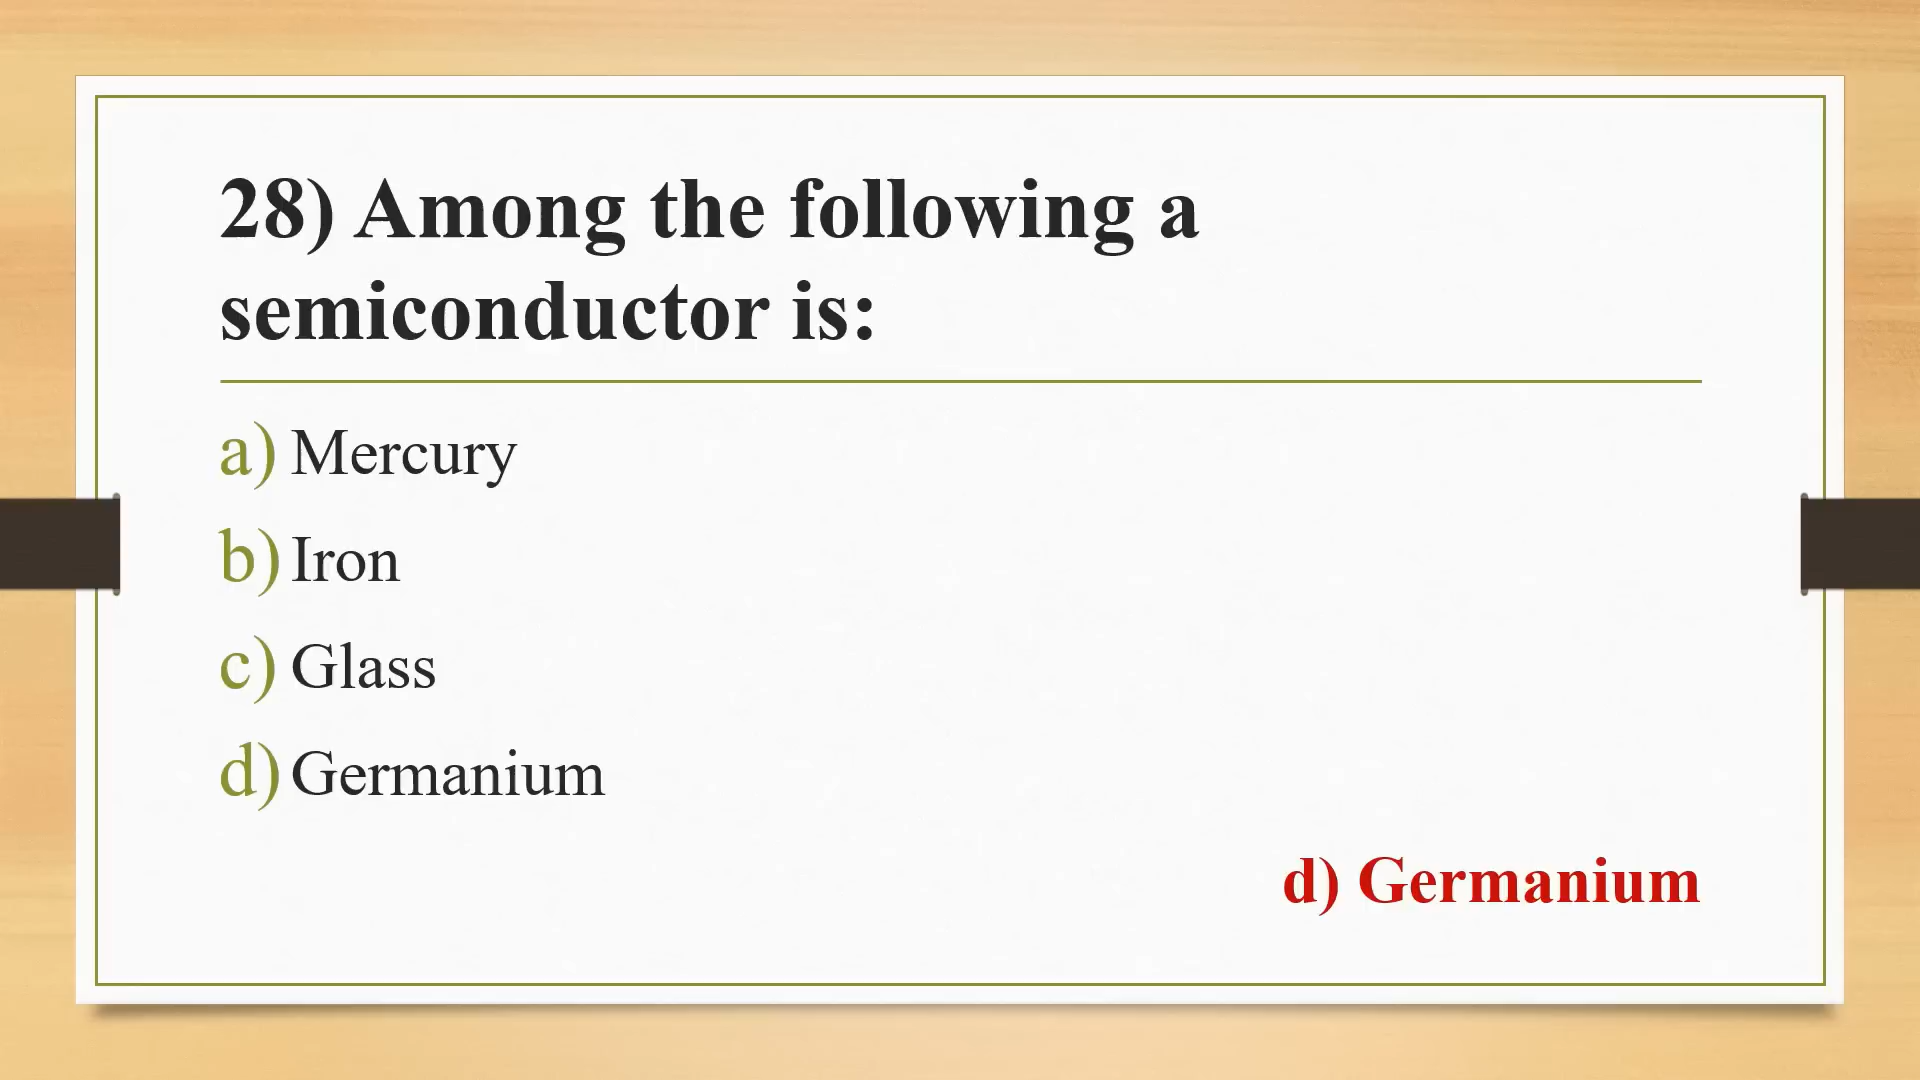 28) Among the following a
semiconductor is:
a) Mercury
b) Iron
c) Glass
d) Germanium
d) Germanium